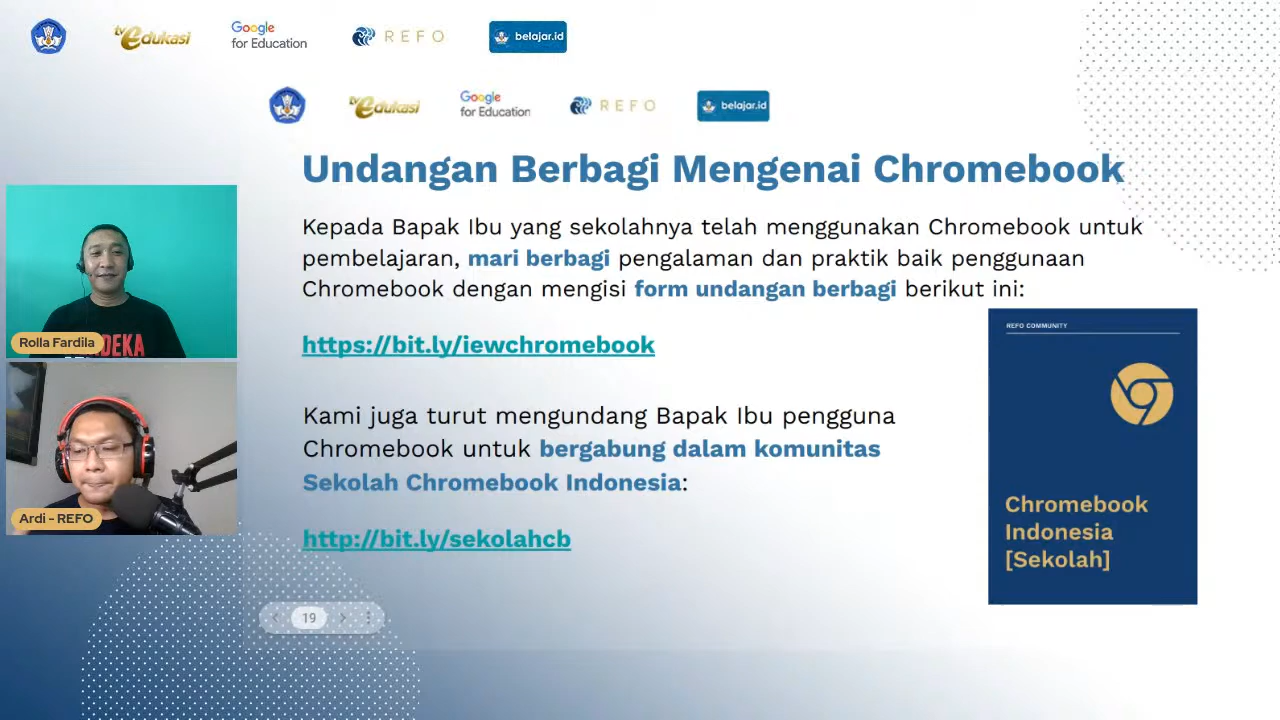 tv Edukasi
Google
for Education
REFO
belajar.id
tv Edukasi
Google
for Education
REFO
belajar.id
Undangan Berbagi Mengenai Chromebook
Kepada Bapak Ibu yang sekolahnya telah menggunakan Chromebook untuk
pembelajaran, mari berbagi pengalaman dan praktik baik penggunaan
Chromebook dengan mengisi form undangan berbagi berikut ini:
https://bit.ly/iewchromebook
Kami juga turut mengundang Bapak Ibu pengguna
Chromebook untuk bergabung dalam komunitas
Sekolah Chromebook Indonesia:
http://bit.ly/sekolahcb
REFO COMMUNITY
Chromebook
Indonesia
[Sekolah]
Rolla Fardila
Ardi - REFO
19